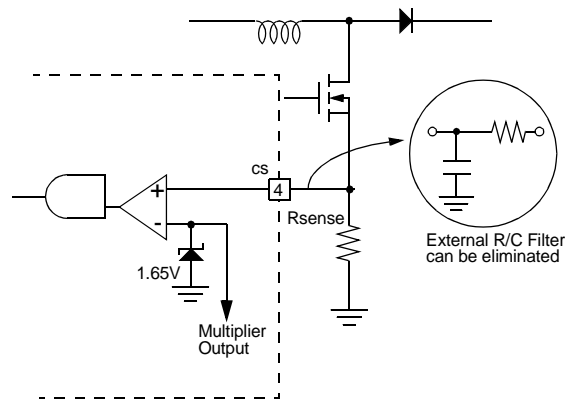 cs
4
+
-
Rsense
1.65V
Multiplier
Output
External R/C Filter
can be eliminated